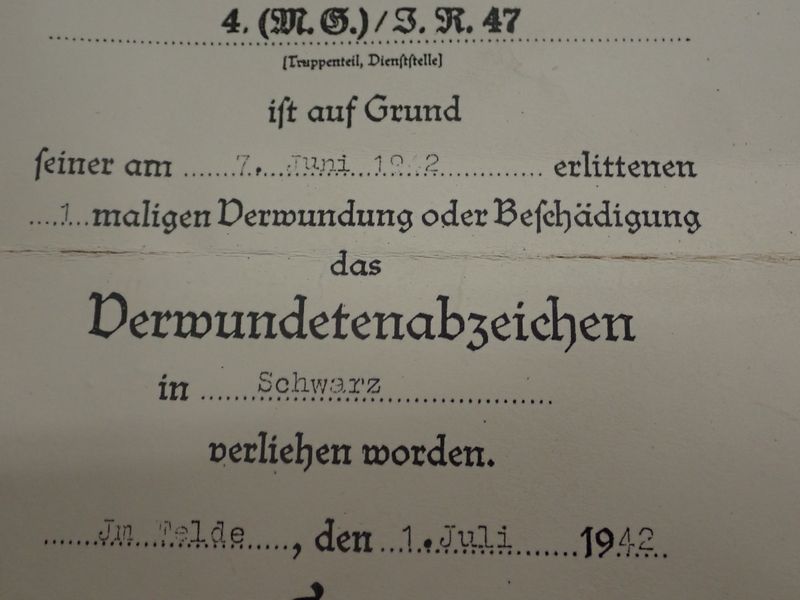 4. (M. G.) / J. R. 47
[Truppenteil, Dienſtſtelle]
iſt auf Grund
ſeiner am ......7. Juni 1942............ erlittenen
....1...maligen Verwundung oder Beſchädigung
das
Verwundetenabzeichen
in ......Schwarz....................
verliehen worden.
......Jm Felde....., den ...1. Juli.......1942..